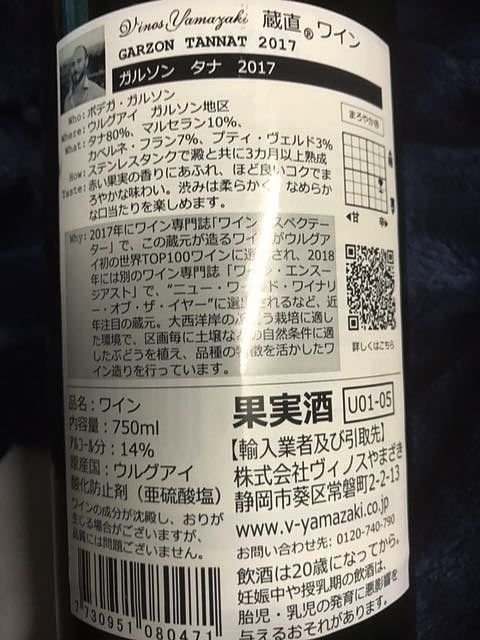 Vinos Yamazaki 蔵直®ワイン
GARZON TANNAT 2017
ガルソン タナ 2017
Who:ボデガ・ガルソン
Where:ウルグアイ ガルソン地区
What:タナ80%、マルセラン10%、
カベルネ・フラン7%、プティ・ヴェルド3%
How:ステンレスタンクで澱と共に3カ月以上熟成
Taste:赤い果実の香りにあふれ、ほど良いコクでま
ろやかな味わい。渋みは柔らかく、なめらか
な口当たりを楽しめます。
まろやか赤
◀甘 辛▶
Why:2017年にワイン専門誌「ワイン スペクテー
ター」で、この蔵元が造るワインがウルグア
イ初の世界TOP100ワインに選され、2018
年には別のワイン専門誌「ワイン・エンスー
ジアスト」で、"ニュー・ワールド・ワイナリ
ー・オブ・ザ・イヤー"に選出されるなど、近
年注目の蔵元。大西洋岸のぶどう栽培に適し
た環境で、区画毎に土壌などの自然条件に適
したぶどうを植え、品種の特徴を活かしたワ
イン造りを行っています。
詳しくはこちら
品名:ワイン
内容量:750ml
アルコール分:14%
原産国:ウルグアイ
酸化防止剤(亜硫酸塩)
ワインの成分が沈殿し、おりが
生じる場合がございますが、
品質には問題ございません。
7 730951 080471
果実酒 U01-05
【輸入業者及び引取先】
株式会社ヴィノスやまざき
静岡市葵区常磐町2-2-13
www.v-yamazaki.co.jp
お問い合わせ先:0120-740-790
飲酒は20歳になってから。
妊娠中や授乳期の飲酒は、
胎児・乳児の発育に悪影響を
与えるおそれがあります。